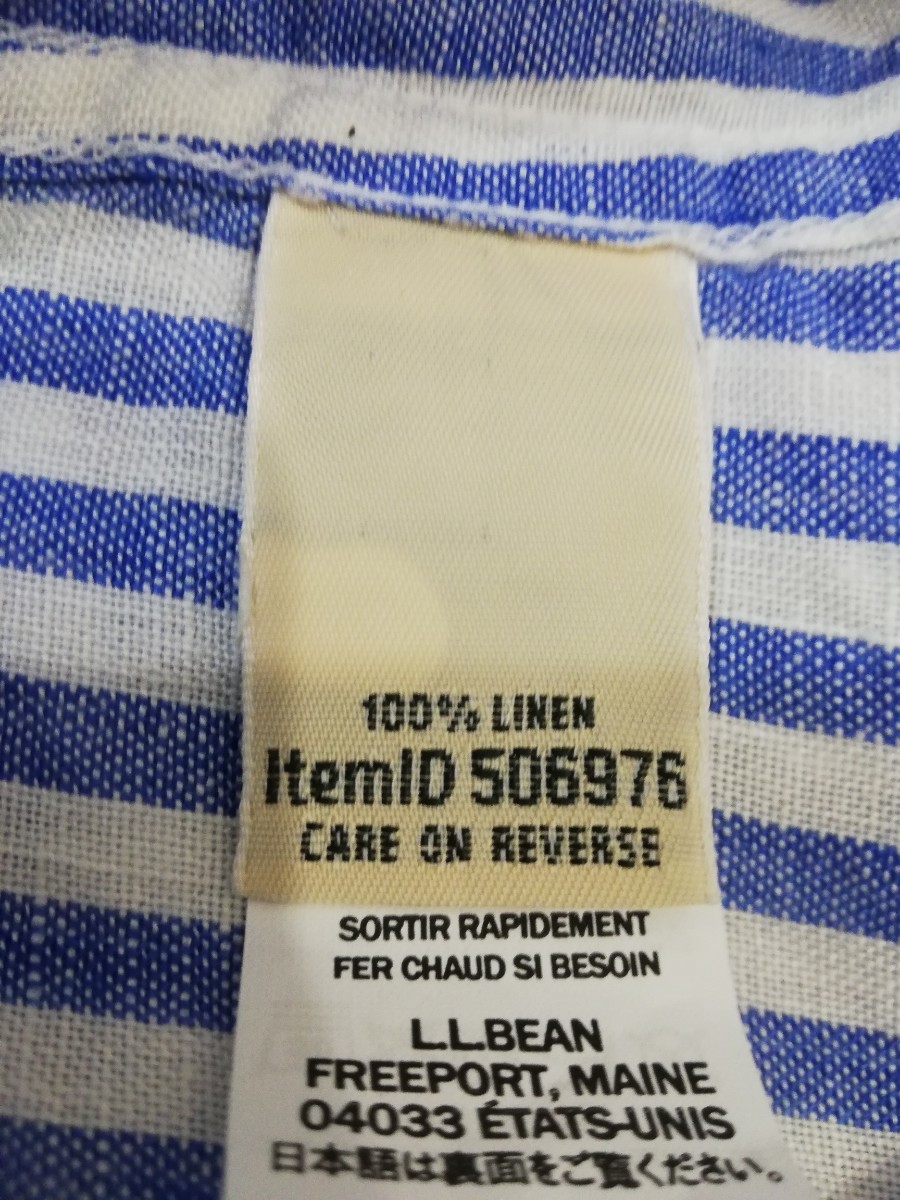 100% LINEN
ItemID 506976
CARE ON REVERSE
SORTIR RAPIDEMENT
FER CHAUD SI BESOIN
L.L.BEAN
FREEPORT, MAINE
04033 ÉTATS-UNIS
日本語は裏面をご覧ください。